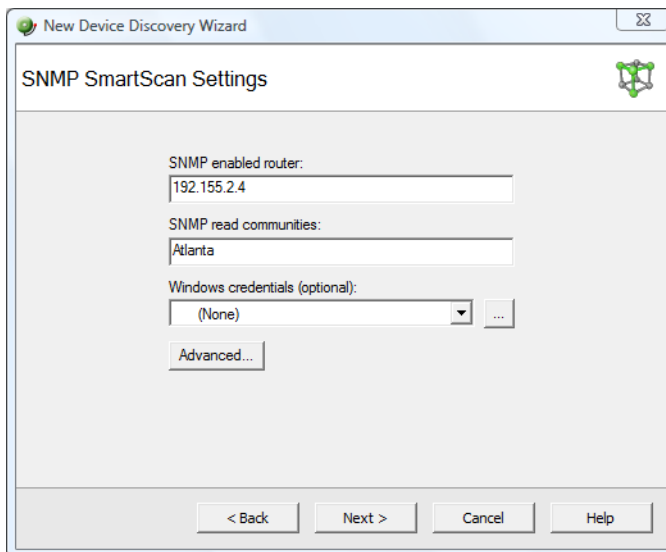 New Device Discovery Wizard
SNMP SmartScan Settings
SNMP enabled router:
192.155.2.4
SNMP read communities:
Atlanta
Windows credentials (optional):
(None)
...
Advanced...
< Back
Next >
Cancel
Help